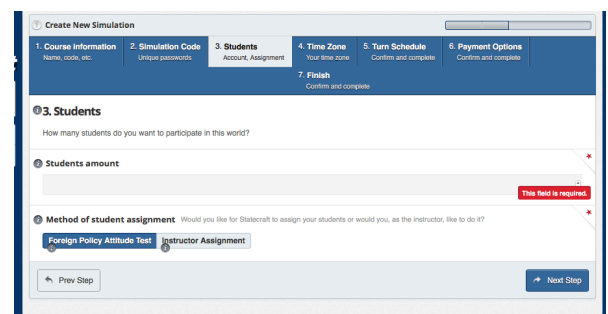 Create New Simulation
1. Course Information
Name, code, etc.
2. Simulation Code
Unique passwords
3. Students
Account, Assignment
4. Time Zone
Your time zone
5. Turn Schedule
Confirm and complete
6. Payment Options
Confirm and complete
7. Finish
Confirm and complete
3. Students
How many students do you want to participate in this world?
Students amount
*
This field is required.
Method of student assignment Would you like for Statecraft to assign your students or would you, as the instructor, like to do it?
*
Foreign Policy Attitude Test Instructor Assignment
Prev Step
Next Step